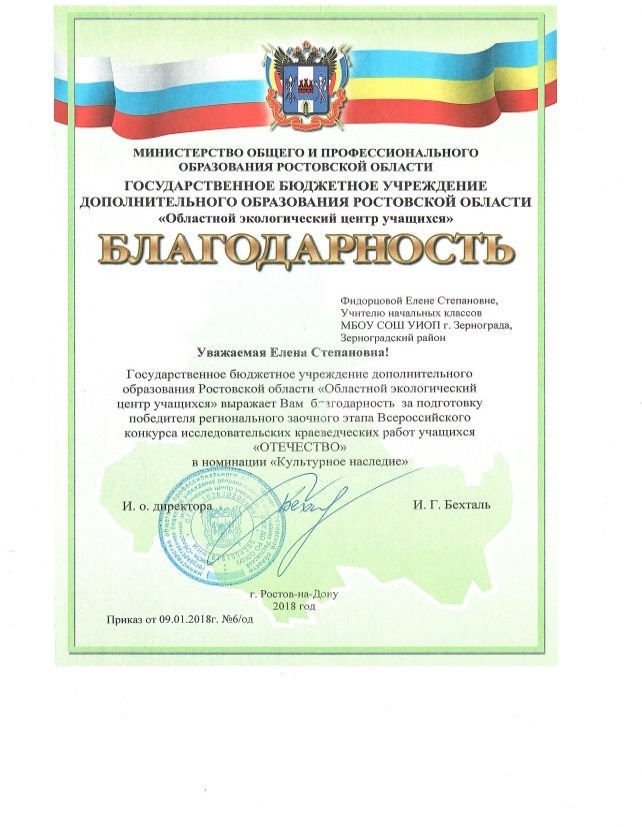 МИНИСТЕРСТВО ОБЩЕГО И ПРОФЕССИОНАЛЬНОГО
ОБРАЗОВАНИЯ РОСТОВСКОЙ ОБЛАСТИ
ГОСУДАРСТВЕННОЕ БЮДЖЕТНОЕ УЧРЕЖДЕНИЕ
ДОПОЛНИТЕЛЬНОГО ОБРАЗОВАНИЯ РОСТОВСКОЙ ОБЛАСТИ
«Областной экологический центр учащихся»
БЛАГОДАРНОСТЬ
Фидорцовой Елене Степановне,
Учителю начальных классов
МБОУ СОШ УИОП г. Зернограда,
Зерноградский район
Уважаемая Елена Степановна!
Государственное бюджетное учреждение дополнительного
образования Ростовской области «Областной экологический
центр учащихся» выражает Вам благодарность за подготовку
победителя регионального заочного этапа Всероссийского
конкурса исследовательских краеведческих работ учащихся
«ОТЕЧЕСТВО»
в номинации «Культурное наследие»
И. о. директора
И. Г. Бехталь
г. Ростов-на-Дону
2018 год
Приказ от 09.01.2018г. №6/од